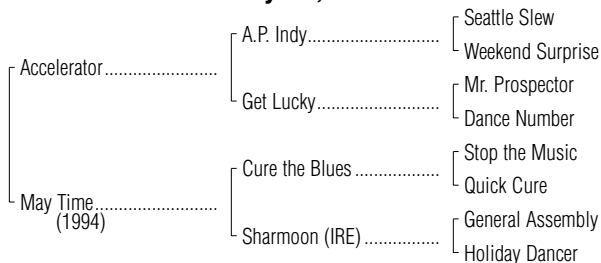 Seattle Slew
A.P. Indy........................................
Weekend Surprise
Accelerator.........................
Mr. Prospector
Get Lucky.....................................
Dance Number
Stop the Music
Cure the Blues .........................
Quick Cure
May Time............................
(1994)
General Assembly
Sharmoon (IRE) ......................
Holiday Dancer